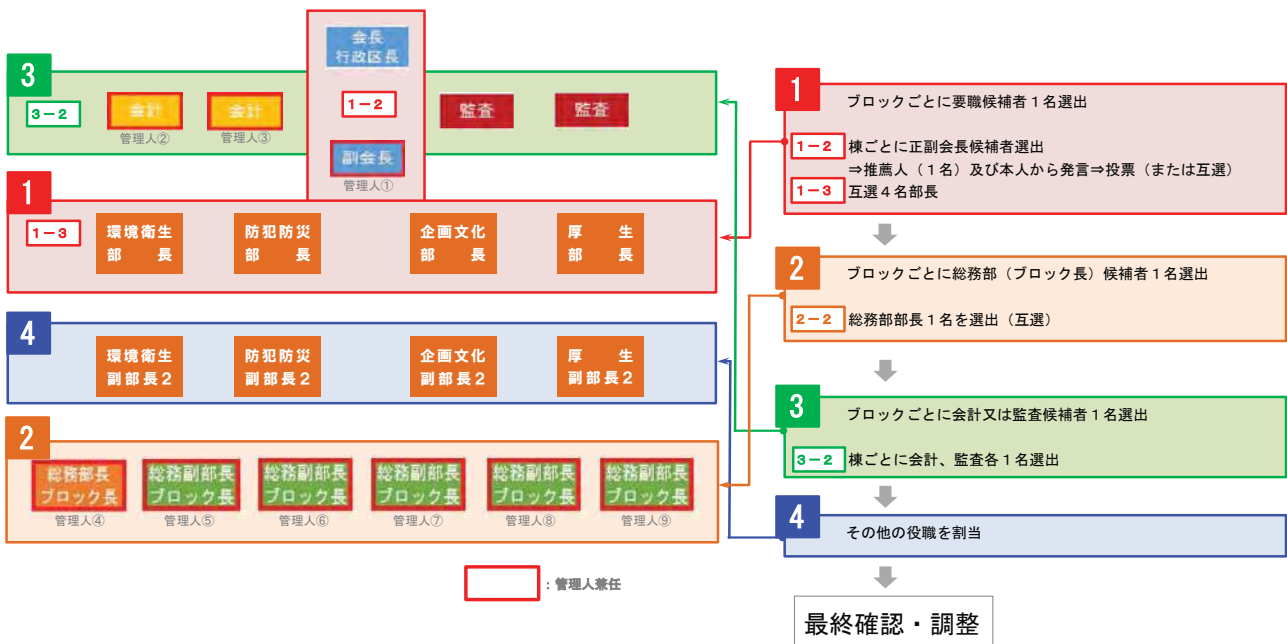 会長
行政区長
3
3－2
会計
管理人②
会計
管理人③
1－2
監査
監査
副会長
管理人①
1
1－3
環境衛生
部　長
防犯防災
部　長
企画文化
部　長
厚　生
部　長
4
環境衛生
副部長2
防犯防災
副部長2
企画文化
副部長2
厚　生
副部長2
2
総務部長
ブロック長
管理人④
総務副部長
ブロック長
管理人⑤
総務副部長
ブロック長
管理人⑥
総務副部長
ブロック長
管理人⑦
総務副部長
ブロック長
管理人⑧
総務副部長
ブロック長
管理人⑨
：管理人兼任
1
ブロックごとに要職候補者１名選出
1－2 棟ごとに正副会長候補者選出
⇒推薦人（１名）及び本人から発言⇒投票（または互選）
1－3 互選４名部長
2
ブロックごとに総務部（ブロック長）候補者１名選出
2－2 総務部部長１名を選出（互選）
3
ブロックごとに会計又は監査候補者１名選出
3－2 棟ごとに会計、監査各１名選出
4
その他の役職を割当
最終確認・調整